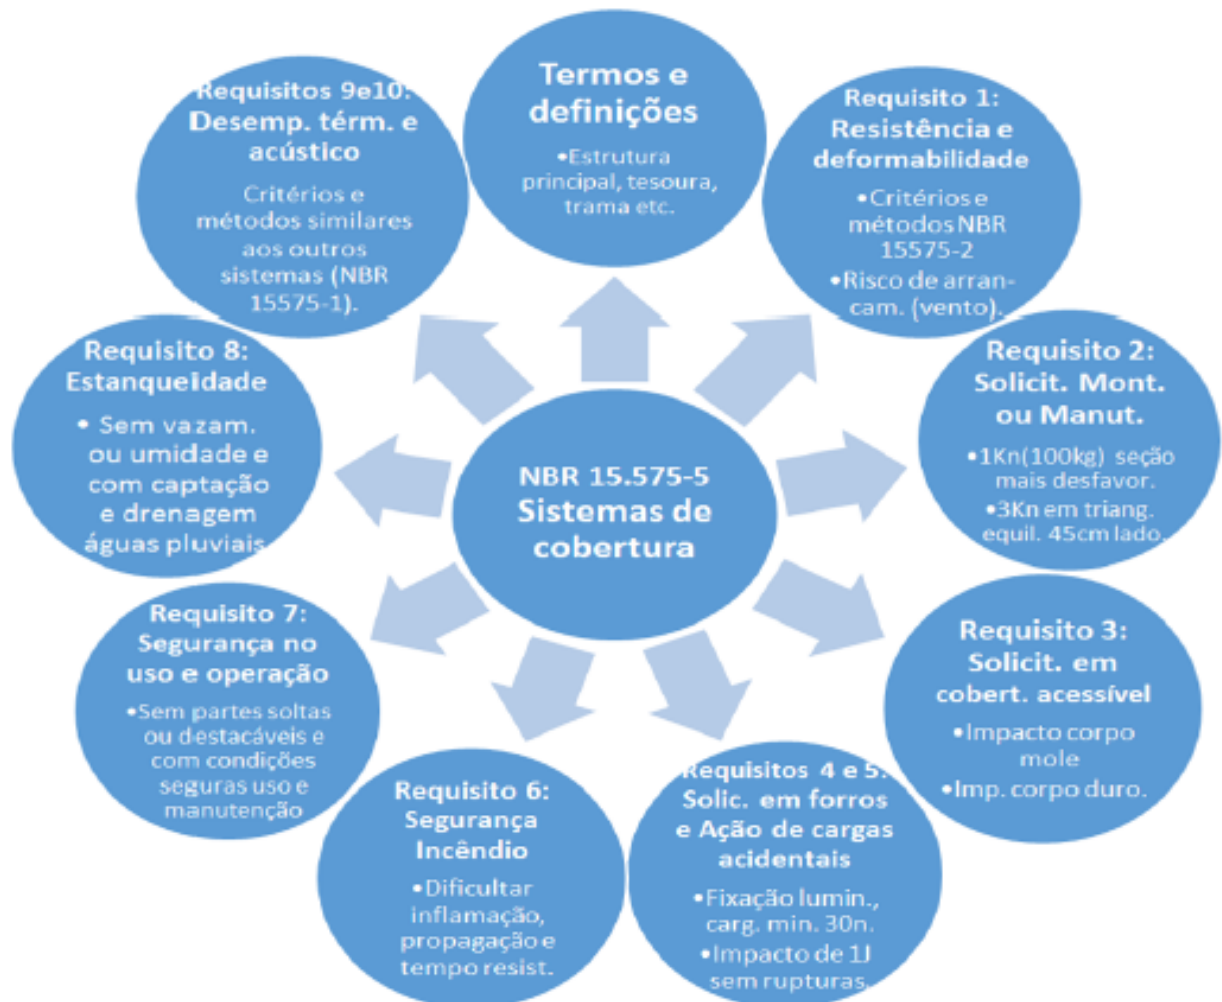 Termos e
definições
•Estrutura
principal, tesoura,
trama etc.
Requisito 1:
Resistência e
deformabilidade
•Critérios e
métodos NBR
15575-2
•Risco de arran-
cam. (vento).
Requisito 2:
Solicit. Mont.
ou Manut.
•1Kn(100kg) seção
mais desfavor.
•3Kn em triang.
equil. 45cm lado.
Requisito 3:
Solicit. em
cobert. acessível
•Impacto corpo
mole
•Imp. corpo duro.
Requisitos 4 e 5:
Solic. em forros
e Ação de cargas
acidentais
•Fixação lumin.,
carg. min. 30n.
•Impacto de 1J
sem rupturas.
Requisito 6:
Segurança
Incêndio
•Dificultar
inflamação,
propagação e
tempo resist.
Requisito 7:
Segurança no
uso e operação
•Sem partes soltas
ou destacáveis e
com condições
seguras uso e
manutenção
Requisito 8:
Estanqueidade
• Sem vazam.
ou umidade e
com captação
e drenagem
águas pluviais.
Requisitos 9e10:
Desemp. térm. e
acústico
Critérios e
métodos similares
aos outros
sistemas (NBR
15575-1).
NBR 15.575-5
Sistemas de
cobertura